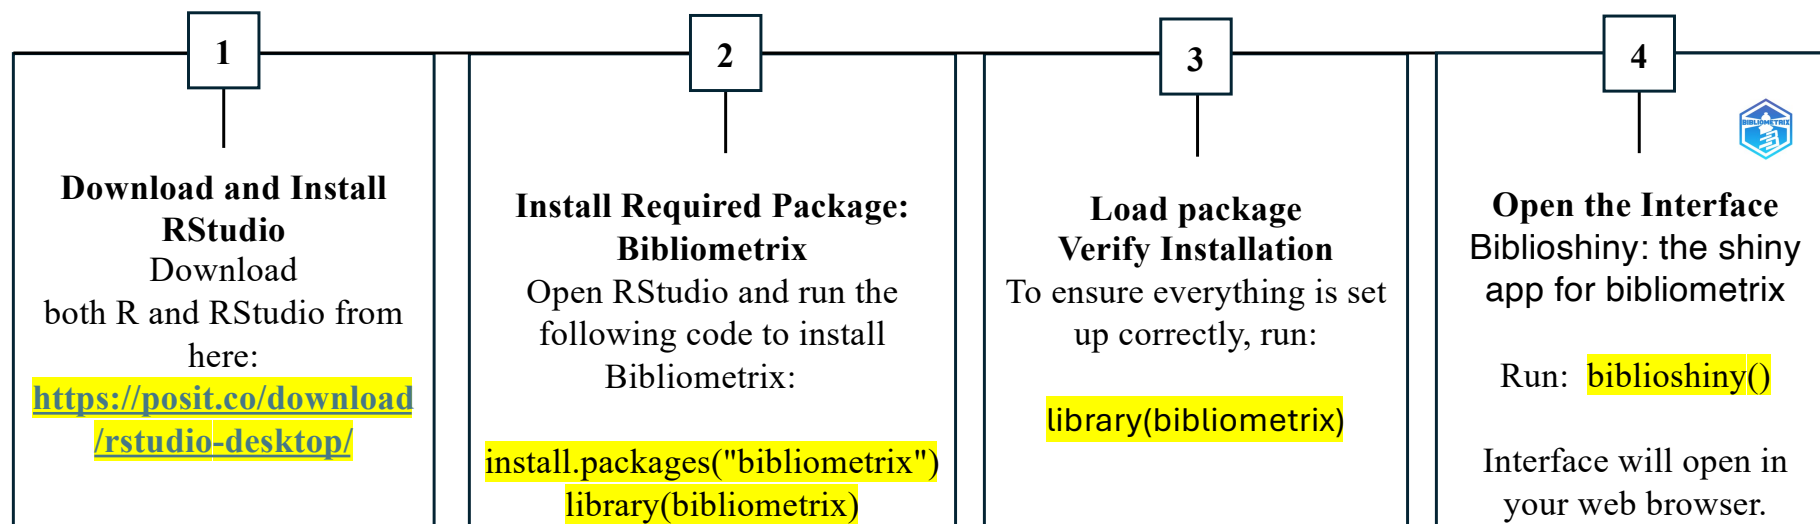 1
Download and Install
RStudio
Download
both R and RStudio from
here:
https://posit.co/download
/rstudio-desktop/
2
Install Required Package:
Bibliometrix
Open RStudio and run the
following code to install
Bibliometrix:
install.packages("bibliometrix")
library(bibliometrix)
3
Load package
Verify Installation
To ensure everything is set
up correctly, run:
library(bibliometrix)
4
BIBLIOMETRIX
Open the Interface
Biblioshiny: the shiny
app for bibliometrix
Run: biblioshiny()
Interface will open in
your web browser.